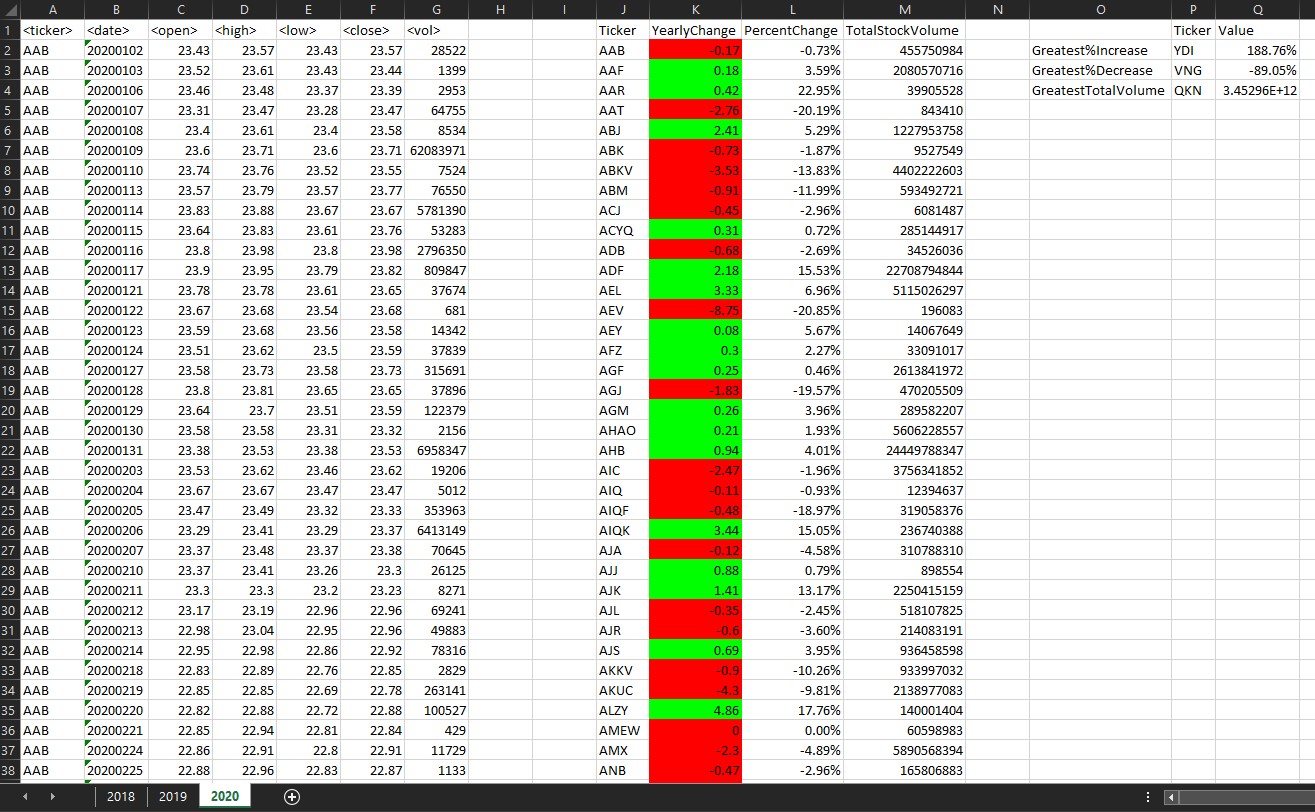 A B C D E F G H I J K L M N O P Q
1 <ticker> <date> <open> <high> <low> <close> <vol> Ticker YearlyChange PercentChange TotalStockVolume Ticker Value
2 AAB 20200102 23.43 23.57 23.43 23.57 28522 AAB -0.17 -0.73% 455750984 Greatest%Increase YDI 188.76%
3 AAB 20200103 23.52 23.61 23.43 23.44 1399 AAF 0.18 3.59% 2080570716 Greatest%Decrease VNG -89.05%
4 AAB 20200106 23.46 23.48 23.37 23.39 2953 AAR 0.42 22.95% 39905528 GreatestTotalVolume QKN 3.45296E+12
5 AAB 20200107 23.31 23.47 23.28 23.47 64755 AAT -2.76 -20.19% 843410
6 AAB 20200108 23.4 23.61 23.4 23.58 8534 ABJ 2.41 5.29% 1227953758
7 AAB 20200109 23.6 23.71 23.6 23.71 62083971 ABK -0.73 -1.87% 9527549
8 AAB 20200110 23.74 23.76 23.52 23.55 7524 ABKV -3.53 -13.83% 4402222603
9 AAB 20200113 23.57 23.79 23.57 23.77 76550 ABM -0.91 -11.99% 593492721
10 AAB 20200114 23.83 23.88 23.67 23.67 5781390 ACJ -0.45 -2.96% 6081487
11 AAB 20200115 23.64 23.83 23.61 23.76 53283 ACYQ 0.31 0.72% 285144917
12 AAB 20200116 23.8 23.98 23.8 23.98 2796350 ADB -0.68 -2.69% 34526036
13 AAB 20200117 23.9 23.95 23.79 23.82 809847 ADF 2.18 15.53% 22708794844
14 AAB 20200121 23.78 23.78 23.61 23.65 37674 AEL 3.33 6.96% 5115026297
15 AAB 20200122 23.67 23.68 23.54 23.68 681 AEV -8.75 -20.85% 196083
16 AAB 20200123 23.59 23.68 23.56 23.58 14342 AEY 0.08 5.67% 14067649
17 AAB 20200124 23.51 23.62 23.5 23.59 37839 AFZ 0.3 2.27% 33091017
18 AAB 20200127 23.58 23.73 23.58 23.73 315691 AGF 0.25 0.46% 2613841972
19 AAB 20200128 23.8 23.81 23.65 23.65 37896 AGJ -1.83 -19.57% 470205509
20 AAB 20200129 23.64 23.7 23.51 23.59 122379 AGM 0.26 3.96% 289582207
21 AAB 20200130 23.58 23.58 23.31 23.32 2156 AHAO 0.21 1.93% 5606228557
22 AAB 20200131 23.38 23.53 23.38 23.53 6958347 AHB 0.94 4.01% 24449788347
23 AAB 20200203 23.53 23.62 23.46 23.62 19206 AIC -2.47 -1.96% 3756341852
24 AAB 20200204 23.67 23.67 23.47 23.47 5012 AIQ -0.11 -0.93% 12394637
25 AAB 20200205 23.47 23.49 23.32 23.33 353963 AIQF -0.48 -18.97% 319058376
26 AAB 20200206 23.29 23.41 23.29 23.37 6413149 AIQK 3.44 15.05% 236740388
27 AAB 20200207 23.37 23.48 23.37 23.38 70645 AJA -0.12 -4.58% 310788310
28 AAB 20200210 23.37 23.41 23.26 23.3 26125 AJJ 0.88 0.79% 898554
29 AAB 20200211 23.3 23.3 23.2 23.23 8271 AJK 1.41 13.17% 2250415159
30 AAB 20200212 23.17 23.19 22.96 22.96 69241 AJL -0.35 -2.45% 518107825
31 AAB 20200213 22.98 23.04 22.95 22.96 49883 AJR -0.6 -3.60% 214083191
32 AAB 20200214 22.95 22.98 22.86 22.92 78316 AJS 0.69 3.95% 936458598
33 AAB 20200218 22.83 22.89 22.76 22.85 2829 AKKV -0.9 -10.26% 933997032
34 AAB 20200219 22.85 22.85 22.69 22.78 263141 AKUC -4.3 -9.81% 2138977083
35 AAB 20200220 22.82 22.88 22.72 22.88 100527 ALZY 4.86 17.76% 140001404
36 AAB 20200221 22.85 22.94 22.81 22.84 429 AMEW 0 0.00% 60598983
37 AAB 20200224 22.86 22.91 22.8 22.91 11729 AMX -2.3 -4.89% 5890568394
38 AAB 20200225 22.88 22.96 22.83 22.87 1133 ANB -0.47 -2.96% 165806883
2018 2019 2020